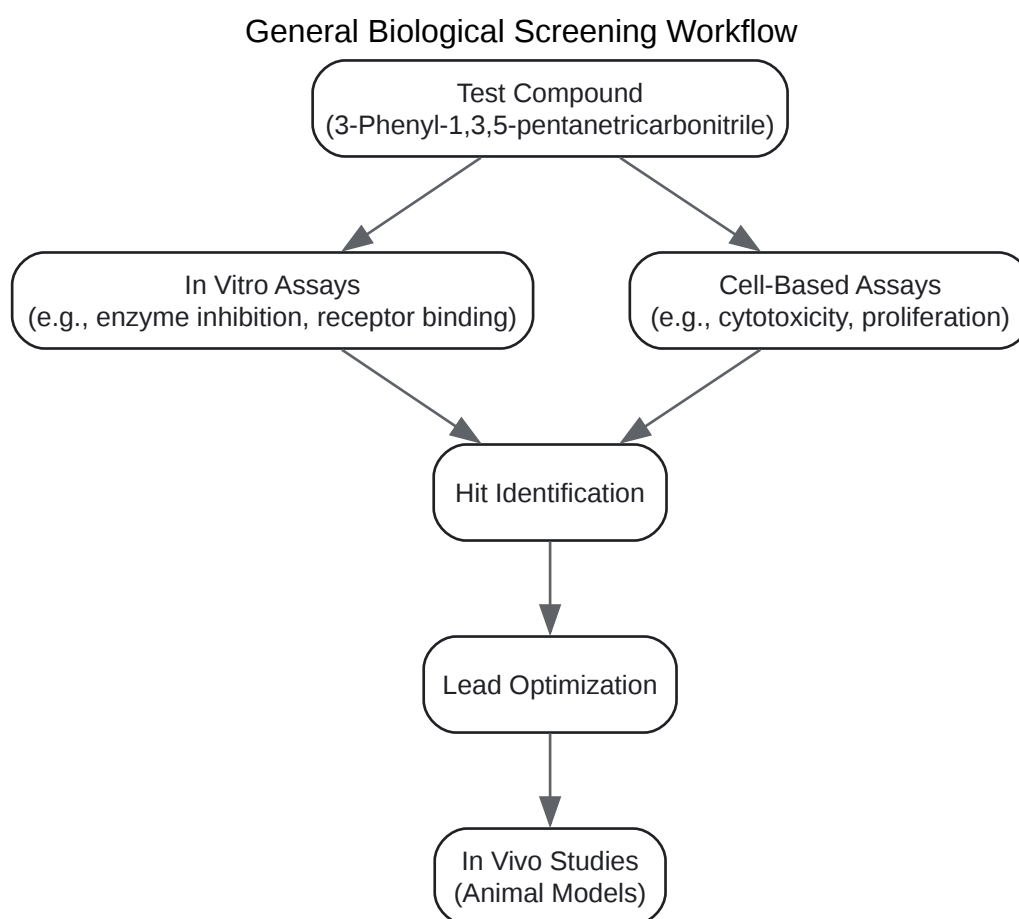 General Biological Screening Workflow
Test Compound
(3-Phenyl-1,3,5-pentanetricarbonitrile)
In Vitro Assays
(e.g., enzyme inhibition, receptor binding)
Cell-Based Assays
(e.g., cytotoxicity, proliferation)
Hit Identification
Lead Optimization
In Vivo Studies
(Animal Models)